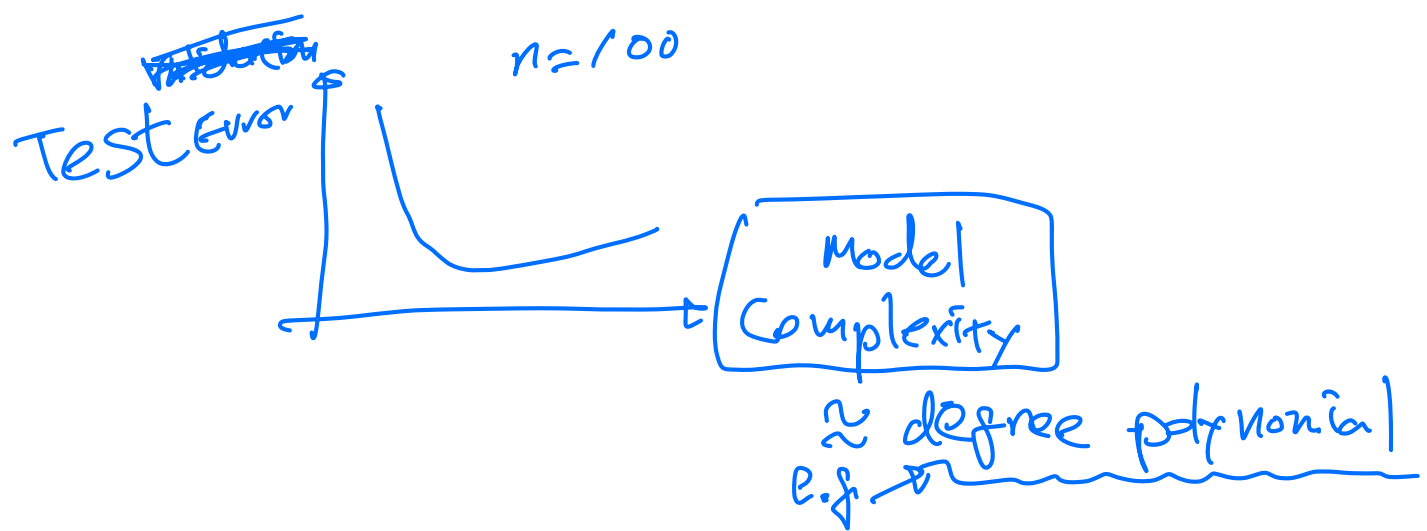 n=100
Test Error
Model
Complexity
≈ degree polynomial
e.g.